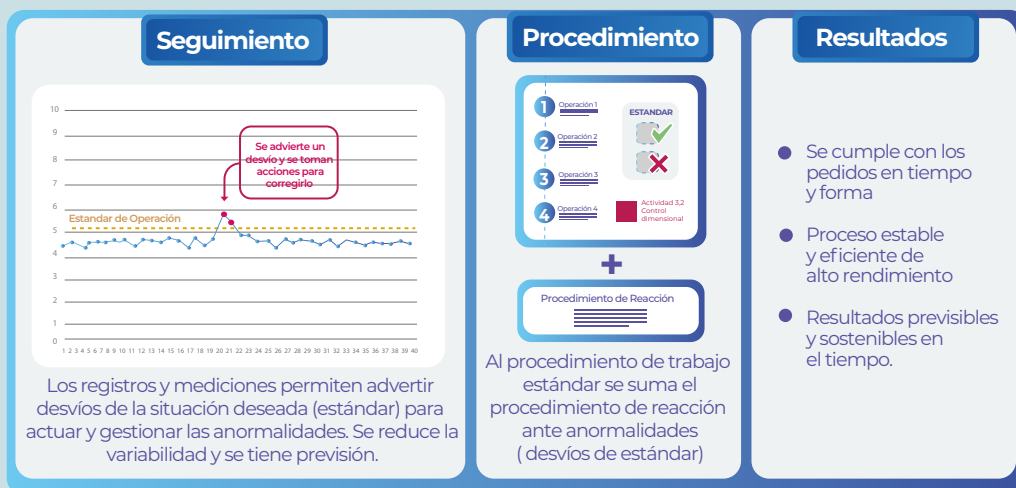 Seguimiento
10
9
8
7
6
5
4
3
2
1
0
Se advierte un
desvío y se toman
acciones para
corregirlo
Estandar de Operación
1 2 3 4 5 6 7 8 9 10 11 12 13 14 15 16 17 18 19 20 21 22 23 24 25 26 27 28 29 30 31 32 33 34 35 36 37 38 39 40
Los registros y mediciones permiten advertir
desvíos de la situación deseada (estándar) para
actuar y gestionar las anormalidades. Se reduce la
variabilidad y se tiene previsión.
Procedimiento
1 Operación 1
2 Operación 2
3 Operación 3
4 Operación 4
ESTANDAR
Actividad 3,2
Control
dimensional
+
Procedimiento de Reacción
Al procedimiento de trabajo
estándar se suma el
procedimiento de reacción
ante anormalidades
( desvíos de estándar)
Resultados
Se cumple con los
pedidos en tiempo
y forma
Proceso estable
y eficiente de
alto rendimiento
Resultados previsibles
y sostenibles en
el tiempo.